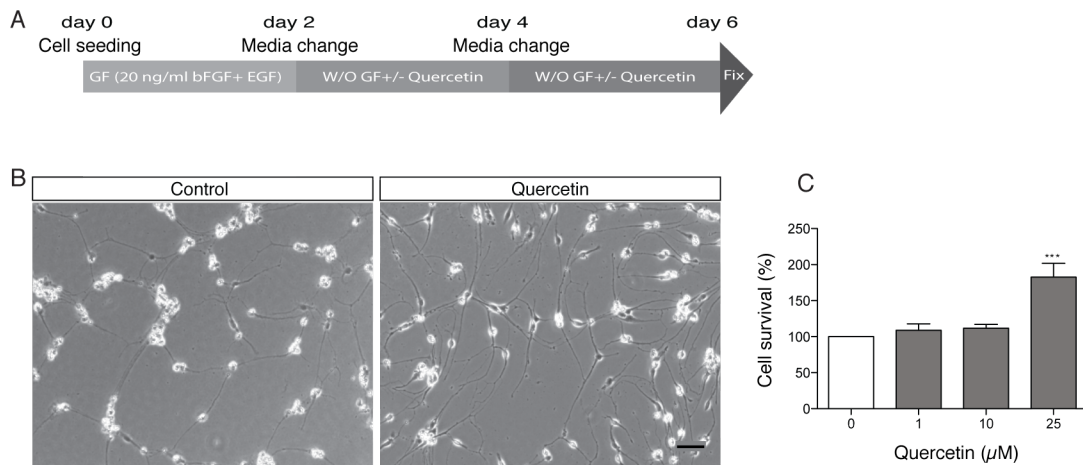 A
day 0
Cell seeding
day 2
Media change
day 4
Media change
day 6
GF (20 ng/ml bFGF+ EGF)
W/O GF+/- Quercetin
W/O GF+/- Quercetin
Fix
B
Control
Quercetin
C
Cell survival (%)
250
200
150
100
50
0
***
0
1
10
25
Quercetin (µM)